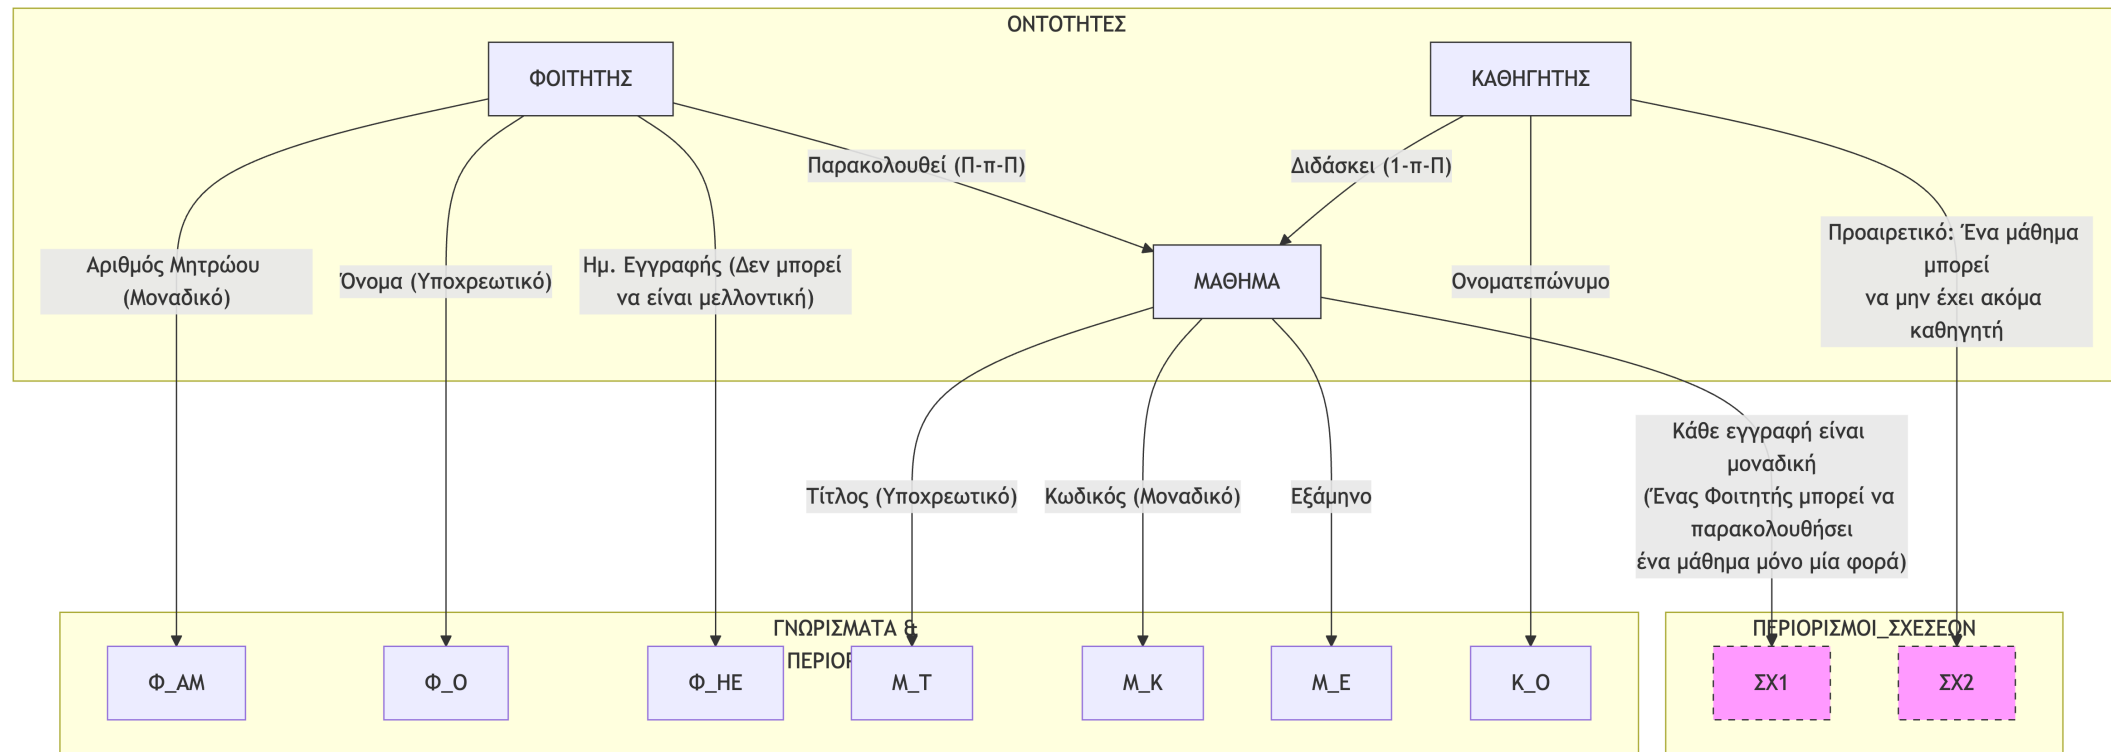 ΟΝΤΟΤΗΤΕΣ
ΦΟΙΤΗΤΗΣ
ΚΑΘΗΓΗΤΗΣ
Παρακολουθεί (Π-π-Π)
Διδάσκει (1-π-Π)
Αριθμός Μητρώου
(Μοναδικό)
Όνομα (Υποχρεωτικό)
Ημ. Εγγραφής (Δεν μπορεί
να είναι μελλοντική)
ΜΑΘΗΜΑ
Ονοματεπώνυμο
Προαιρετικό: Ένα μάθημα
μπορεί
να μην έχει ακόμα
καθηγητή
Τίτλος (Υποχρεωτικό)
Κωδικός (Μοναδικό)
Εξάμηνο
Κάθε εγγραφή είναι
μοναδική
(Ένας Φοιτητής μπορεί να
παρακολουθήσει
ένα μάθημα μόνο μία φορά)
ΓΝΩΡΙΣΜΑΤΑ &
ΠΕΡΙΟΡ
ΠΕΡΙΟΡΙΣΜΟΙ_ΣΧΕΣΕΩΝ
Φ_ΑΜ
Φ_Ο
Φ_ΗΕ
Μ_Τ
Μ_Κ
Μ_Ε
Κ_Ο
ΣΧ1
ΣΧ2